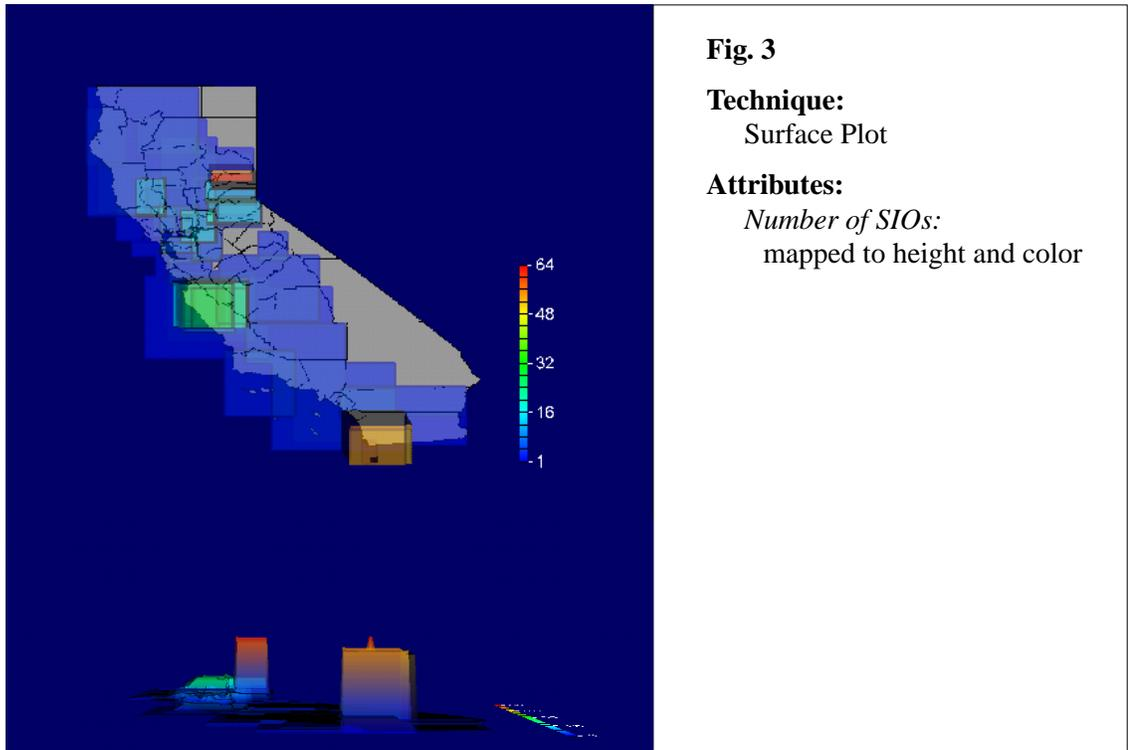 Fig. 3
Technique:
Surface Plot
Attributes:
Number of SIOs:
mapped to height and color
64
48
32
16
1